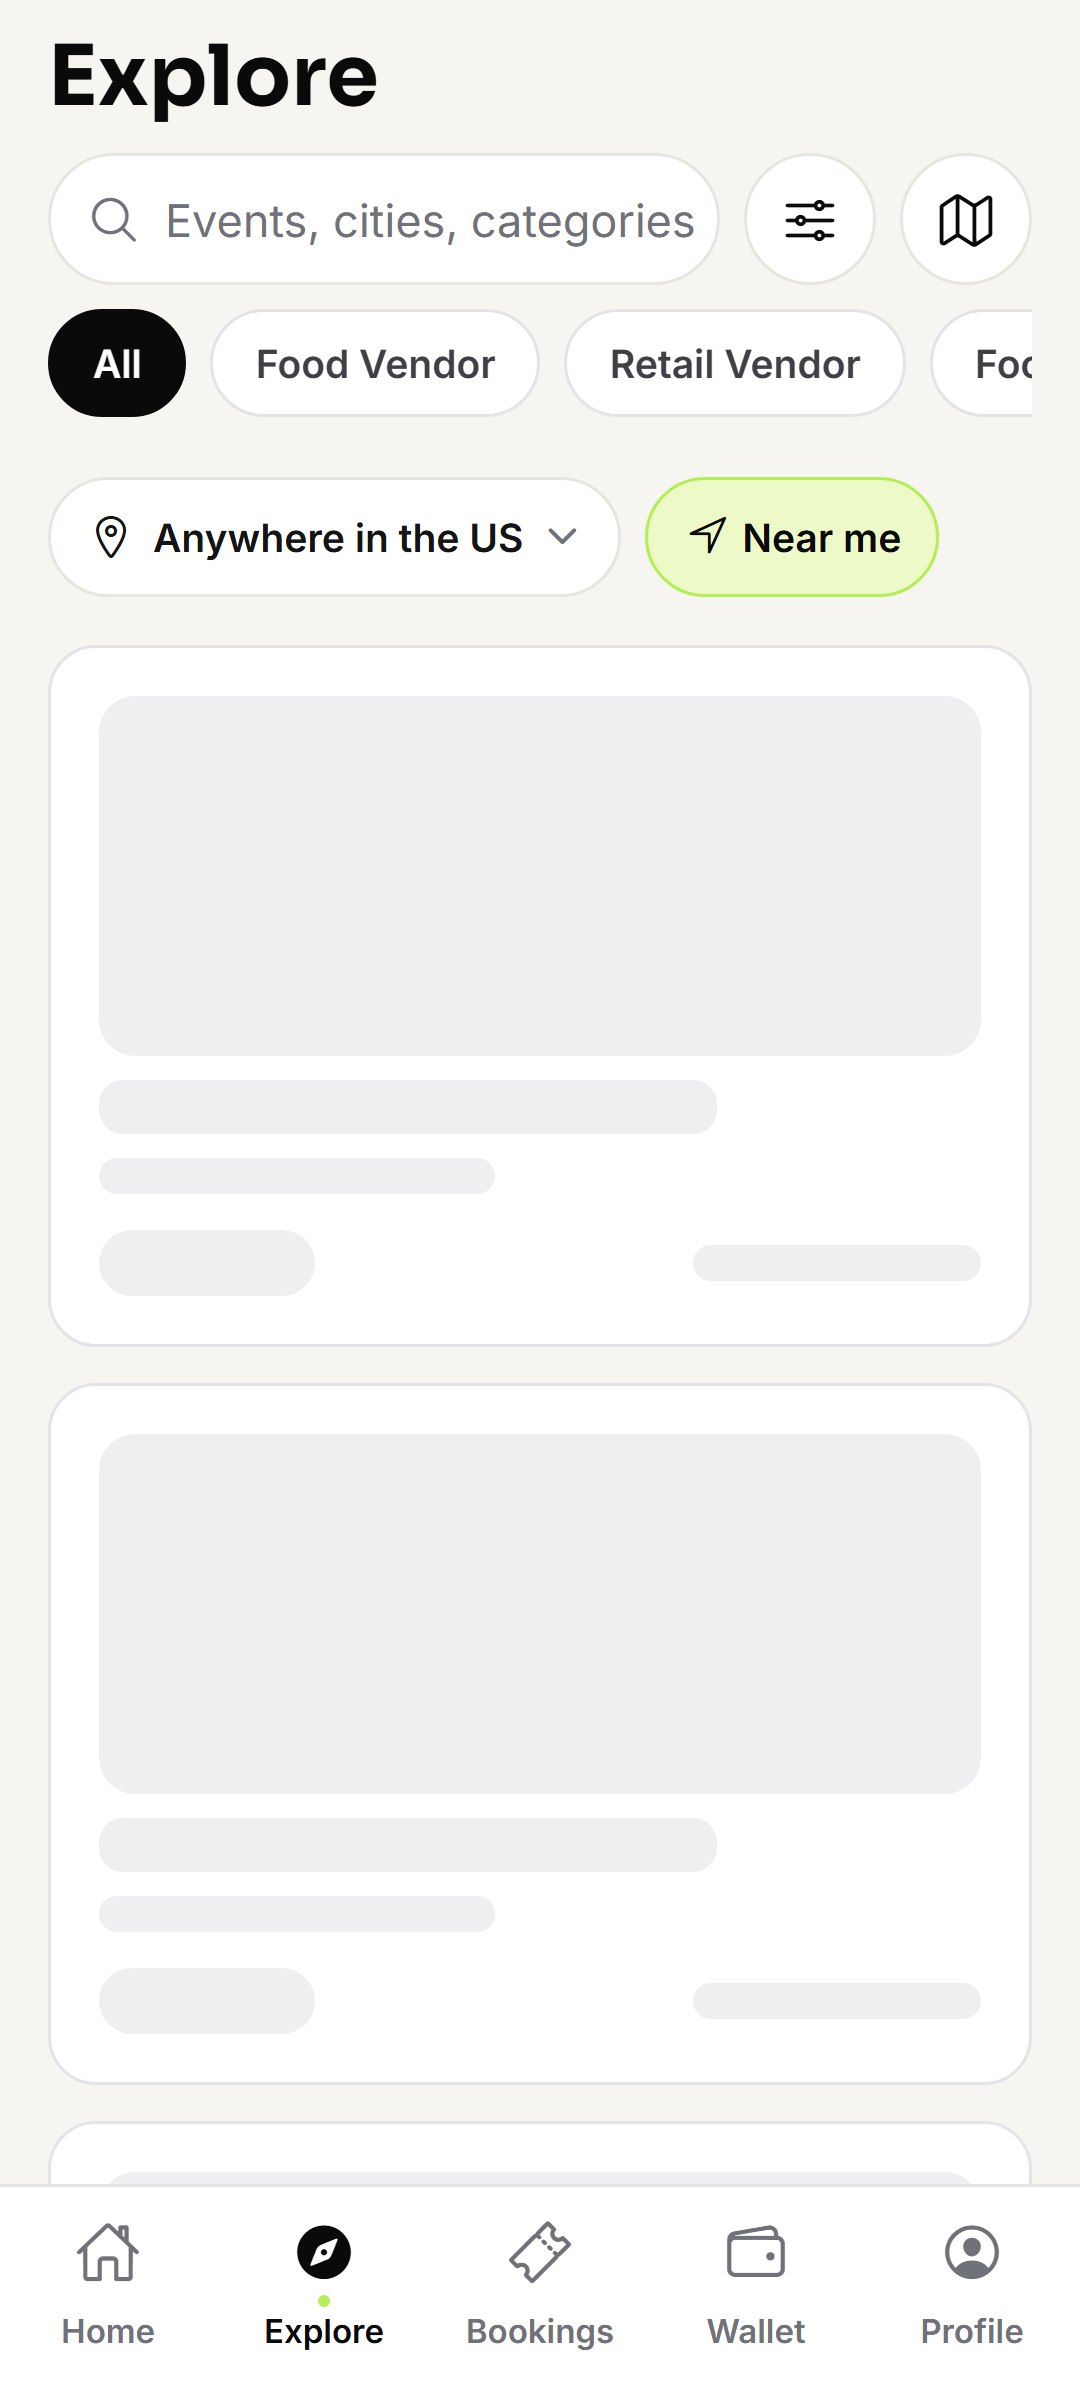 Explore
Events, cities, categories
All
Food Vendor
Retail Vendor
Foo
Anywhere in the US
Near me
Home
Explore
Bookings
Wallet
Profile